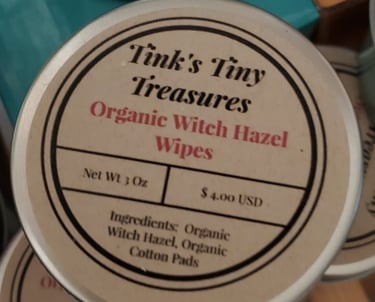 Tink's Tiny
Treasures
Organic Witch Hazel
Wipes
Net Wt 3 Oz
$ 4.00 USD
Ingredients: Organic
Witch Hazel, Organic
Cotton Pads